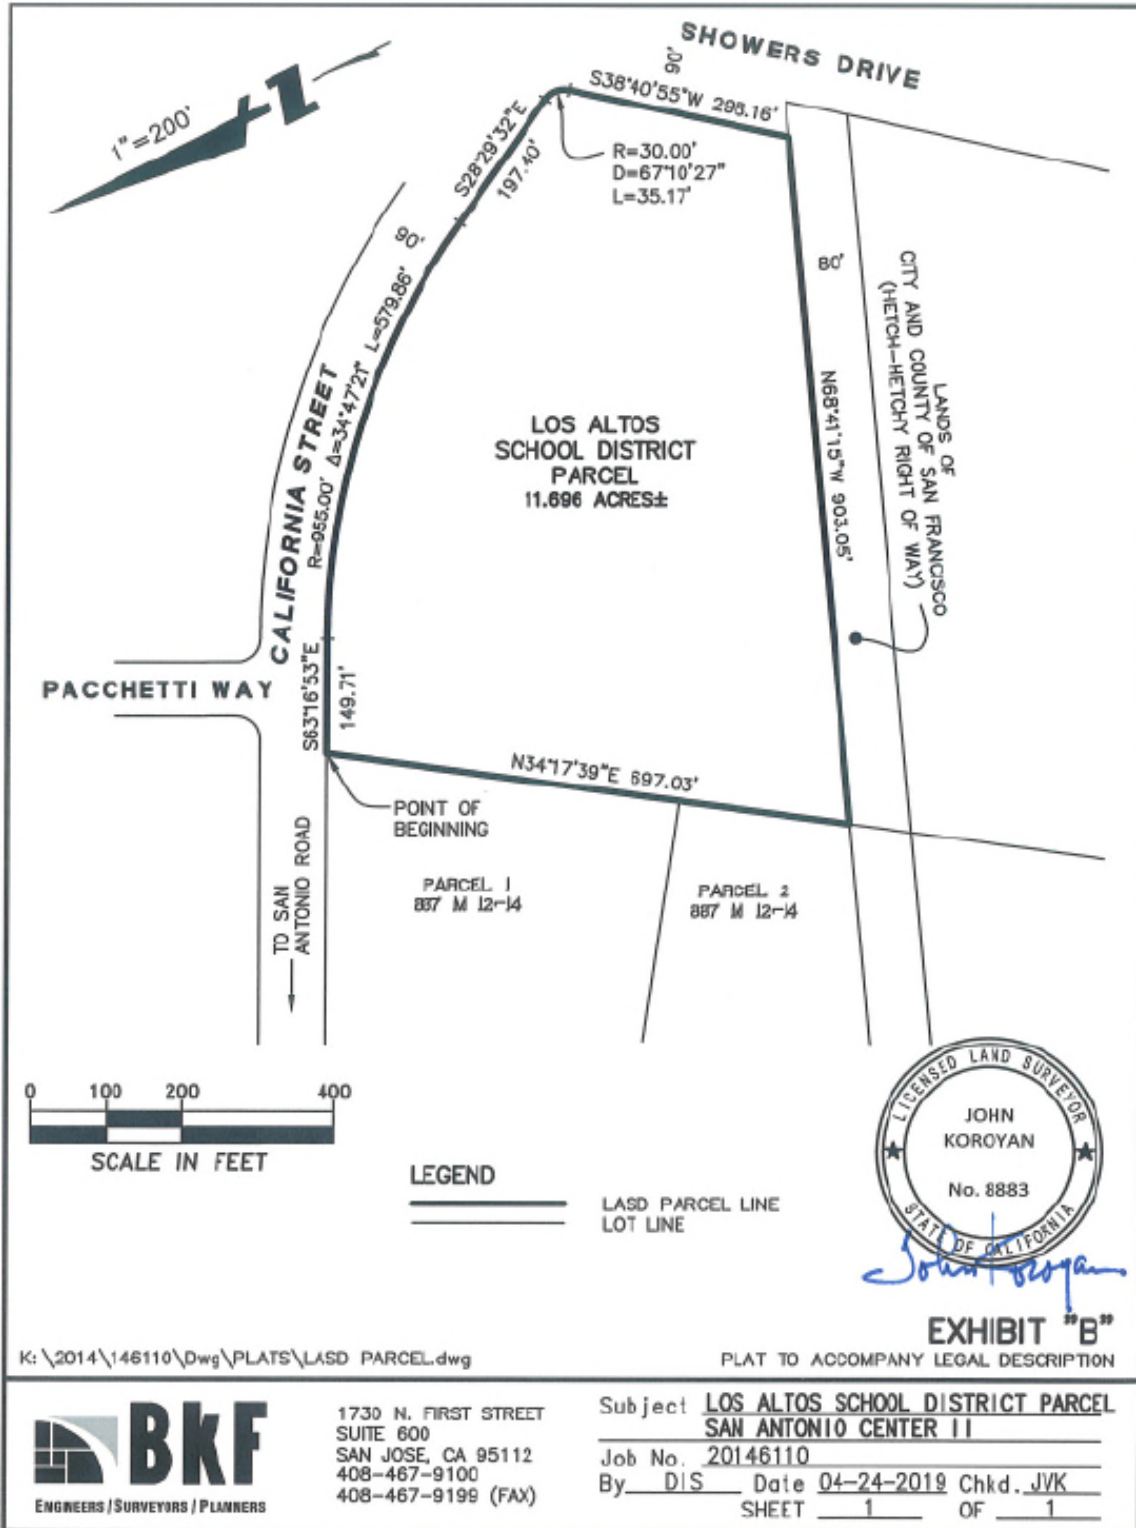 SHOWERS DRIVE
1"=200'
90'
S38°40'55"W 298.16'
S28°29'32"E
197.40'
R=30.00'
D=67°10'27"
L=35.17'
90'
80'
CITY AND COUNTY OF SAN FRANCISCO
(HETCH-HETCHY RIGHT OF WAY)
LANDS OF
CALIFORNIA STREET
R=955.00' Δ=34°47'21" L=579.86'
LOS ALTOS
SCHOOL DISTRICT
PARCEL
11.696 ACRES±
N68°41'15"W 903.05'
PACCHETTI WAY
S63°16'53"E
149.71'
N34°17'39"E 697.03'
POINT OF
BEGINNING
TO SAN
ANTONIO ROAD
PARCEL 1
887 M 12-14
PARCEL 2
887 M 12-14
0 100 200 400
SCALE IN FEET
LEGEND
LASD PARCEL LINE
LOT LINE
LICENSED LAND SURVEYOR
JOHN
KOROYAN
No. 8883
STATE OF CALIFORNIA
John Koroyan
EXHIBIT "B"
K:\2014\146110\Dwg\PLATS\LASD PARCEL.dwg
PLAT TO ACCOMPANY LEGAL DESCRIPTION
BKF
ENGINEERS/SURVEYORS/PLANNERS
1730 N. FIRST STREET
SUITE 600
SAN JOSE, CA 95112
408-467-9100
408-467-9199 (FAX)
Subject LOS ALTOS SCHOOL DISTRICT PARCEL
SAN ANTONIO CENTER II
Job No. 20146110
By DIS Date 04-24-2019 Chkd. JVK
SHEET 1 OF 1